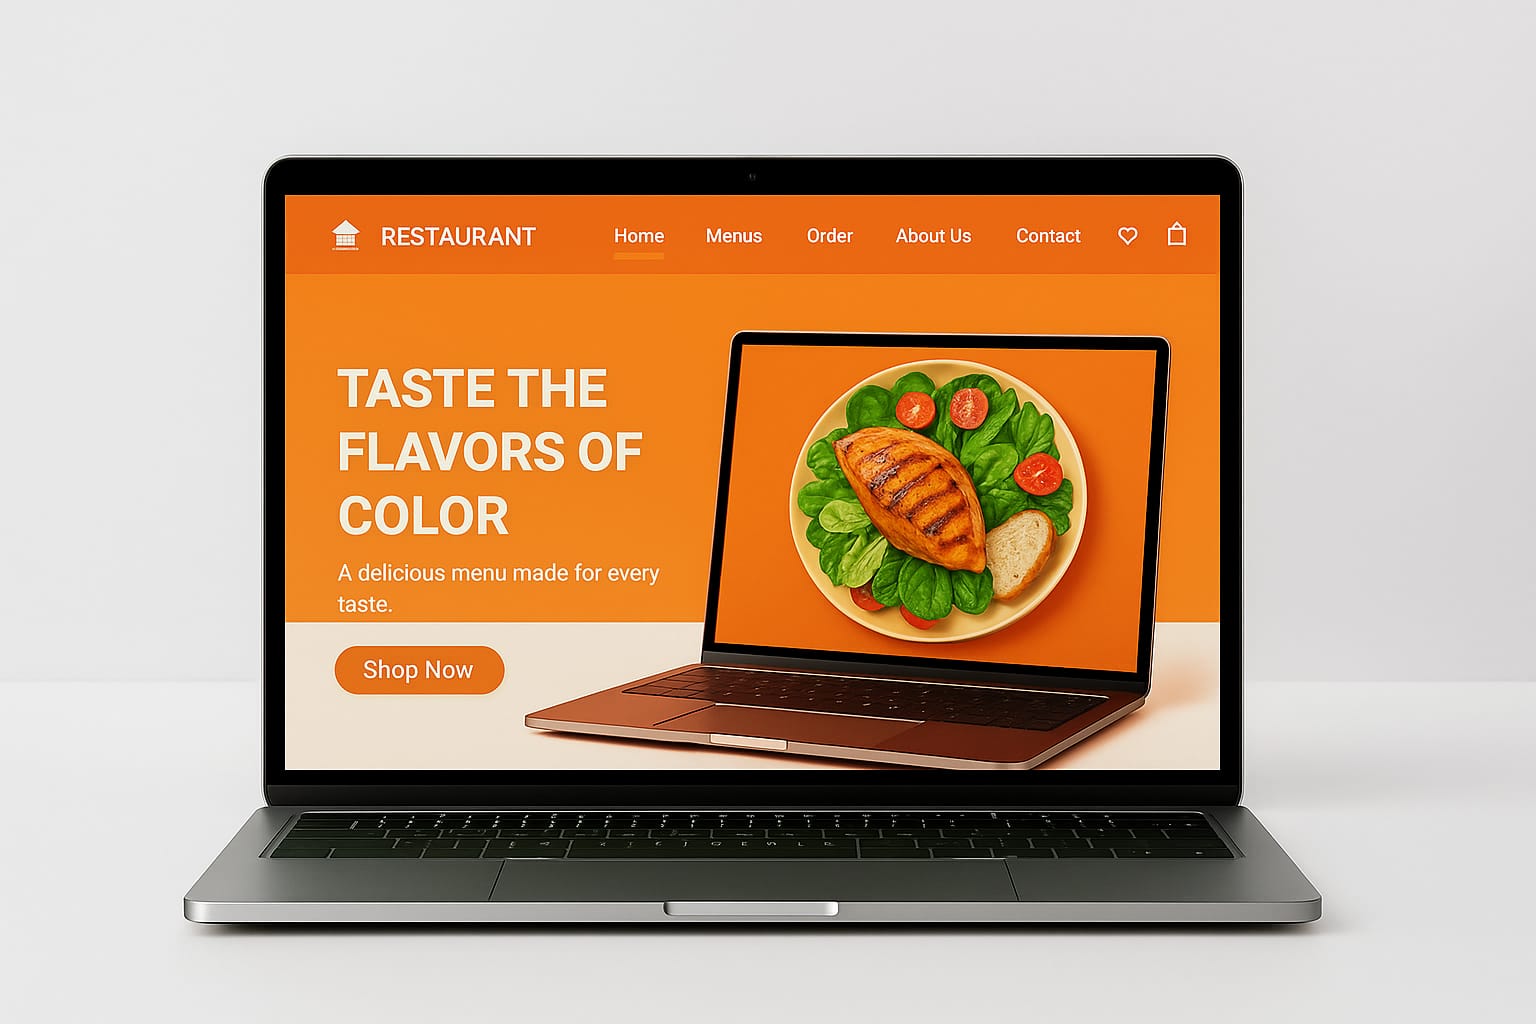 RESTAURANT
Home Menus Order About Us Contact
TASTE THE
FLAVORS OF
COLOR
A delicious menu made for every
taste.
Shop Now